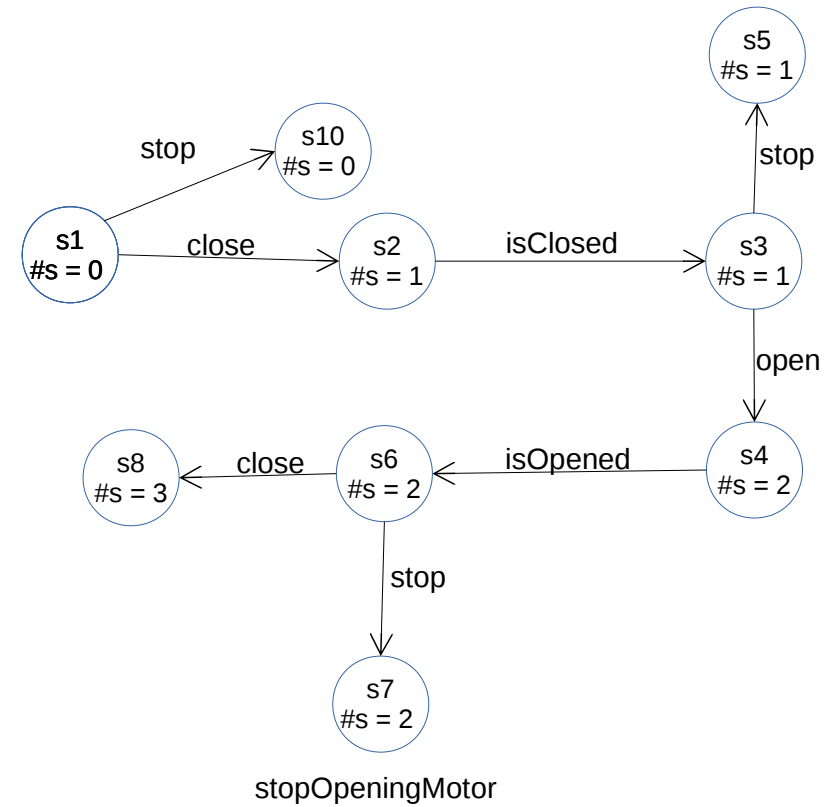 s5
#s = 1
stop
s10
#s = 0
stop
s1
#s = 0
close
s2
#s = 1
isClosed
s3
#s = 1
open
s8
#s = 3
close
s6
#s = 2
isOpened
s4
#s = 2
stop
s7
#s = 2
stopOpeningMotor